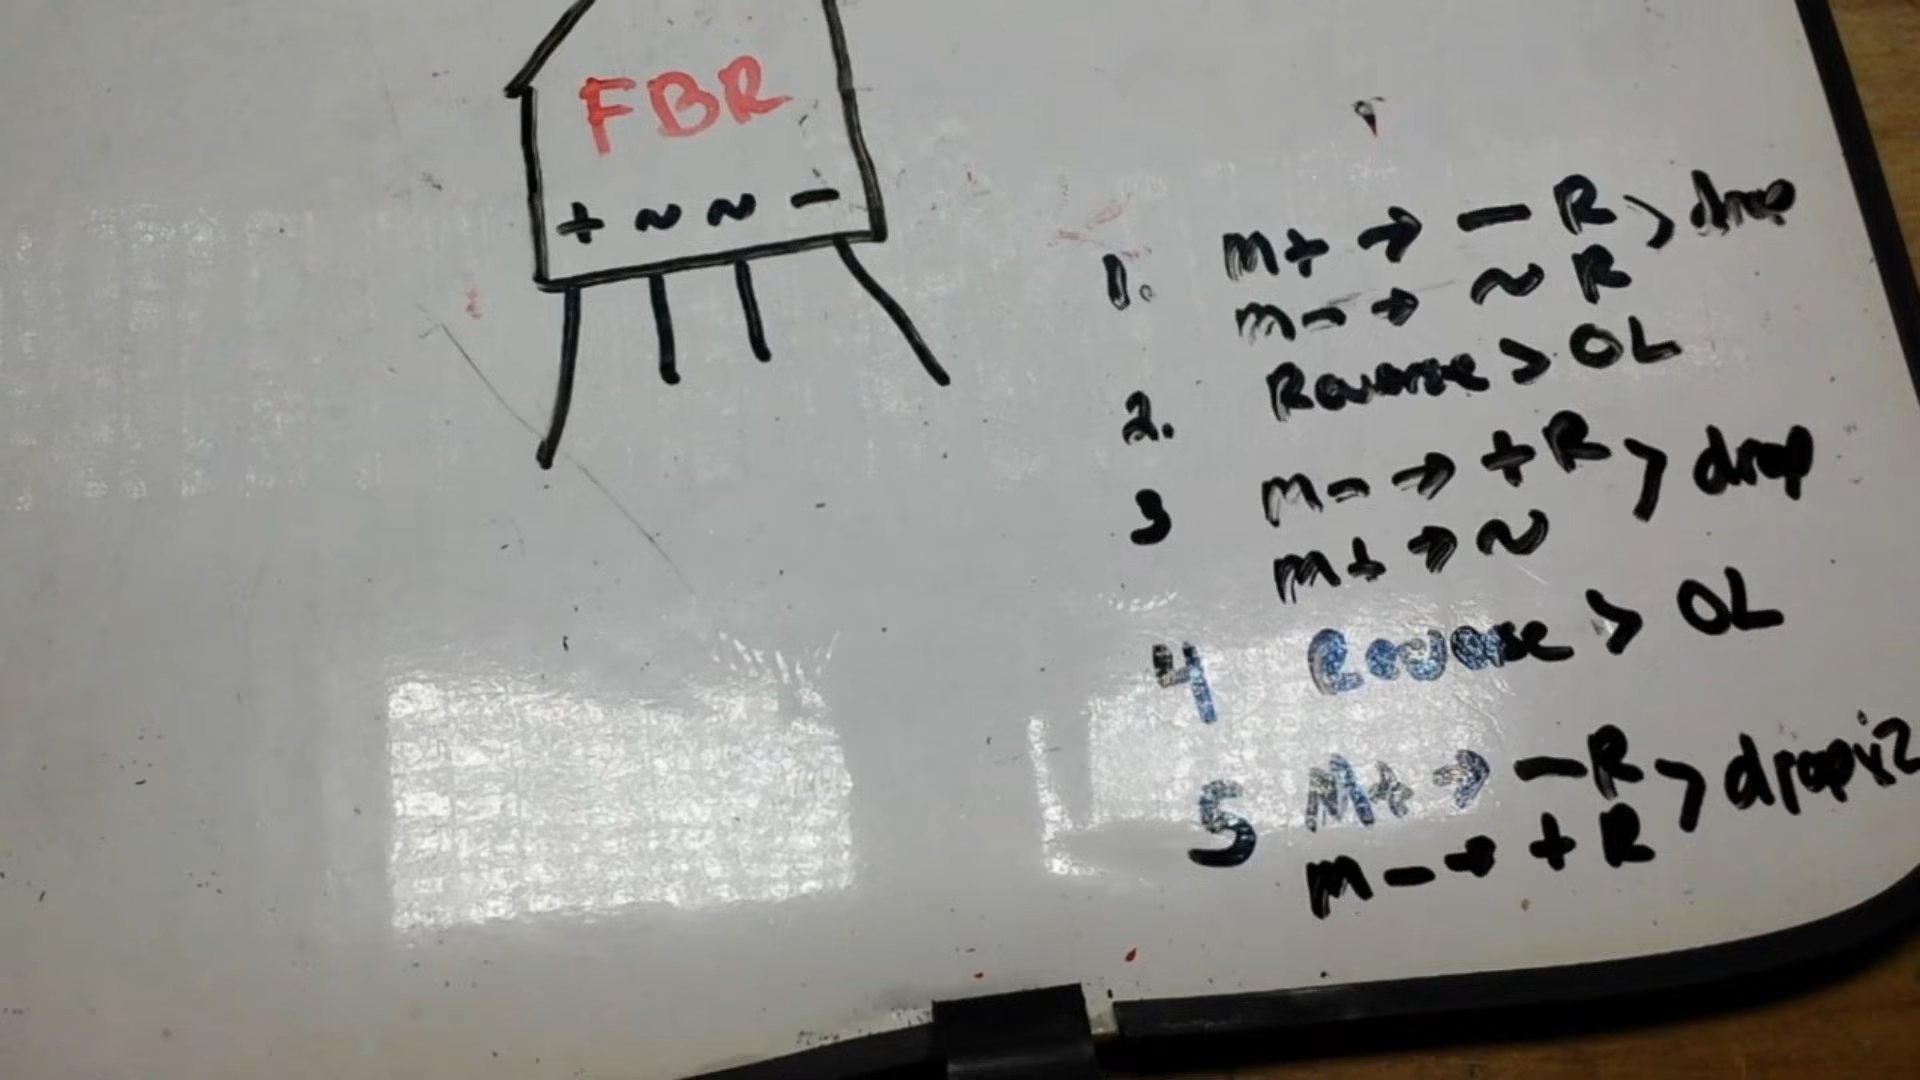 FBR
+ ~ ~ -
1. M+ → - R > drop
M- → ~ R
2. Reverse > OL
3 M- → + R > drop
M+ → ~
4 Reverse > OL
5 M+ → - R > drop x2
M- → + R